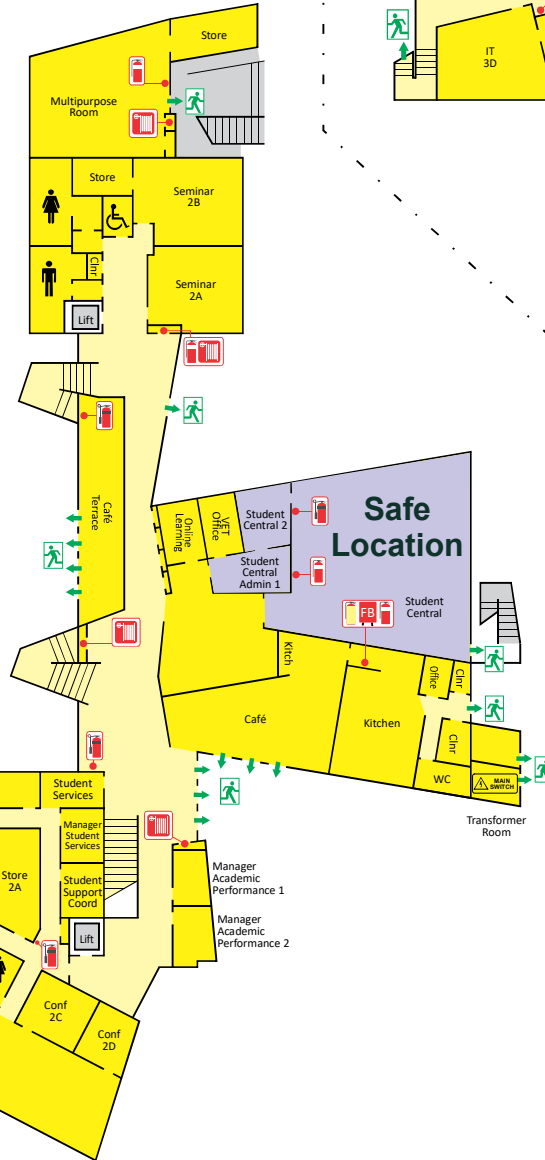 Store
IT
3D
Multipurpose
Room
Store
Seminar
2B
Clnr
Seminar
2A
Lift
Café
Terrace
Online
Learning
VET
Office
Student
Central 2
Student
Central
Admin 1
Safe
Location
FB
Student
Central
Kitch
Office
Clnr
Café
Kitchen
Clnr
WC
MAIN
SWITCH
Transformer
Room
Student
Services
Manager
Student
Services
Student
Support
Coord
Store
2A
Manager
Academic
Performance 1
Manager
Academic
Performance 2
Lift
Conf
2C
Conf
2D